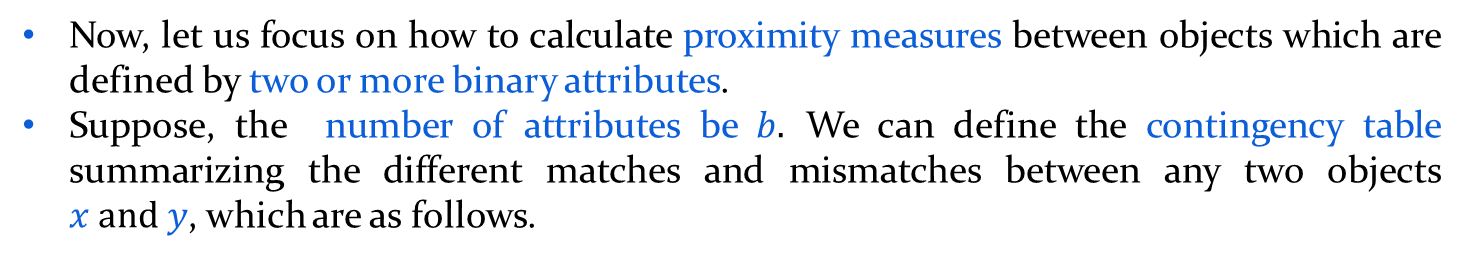 • Now, let us focus on how to calculate proximity measures between objects which are
defined by two or more binary attributes.
• Suppose, the number of attributes be b. We can define the contingency table
summarizing the different matches and mismatches between any two objects
x and y, which are as follows.